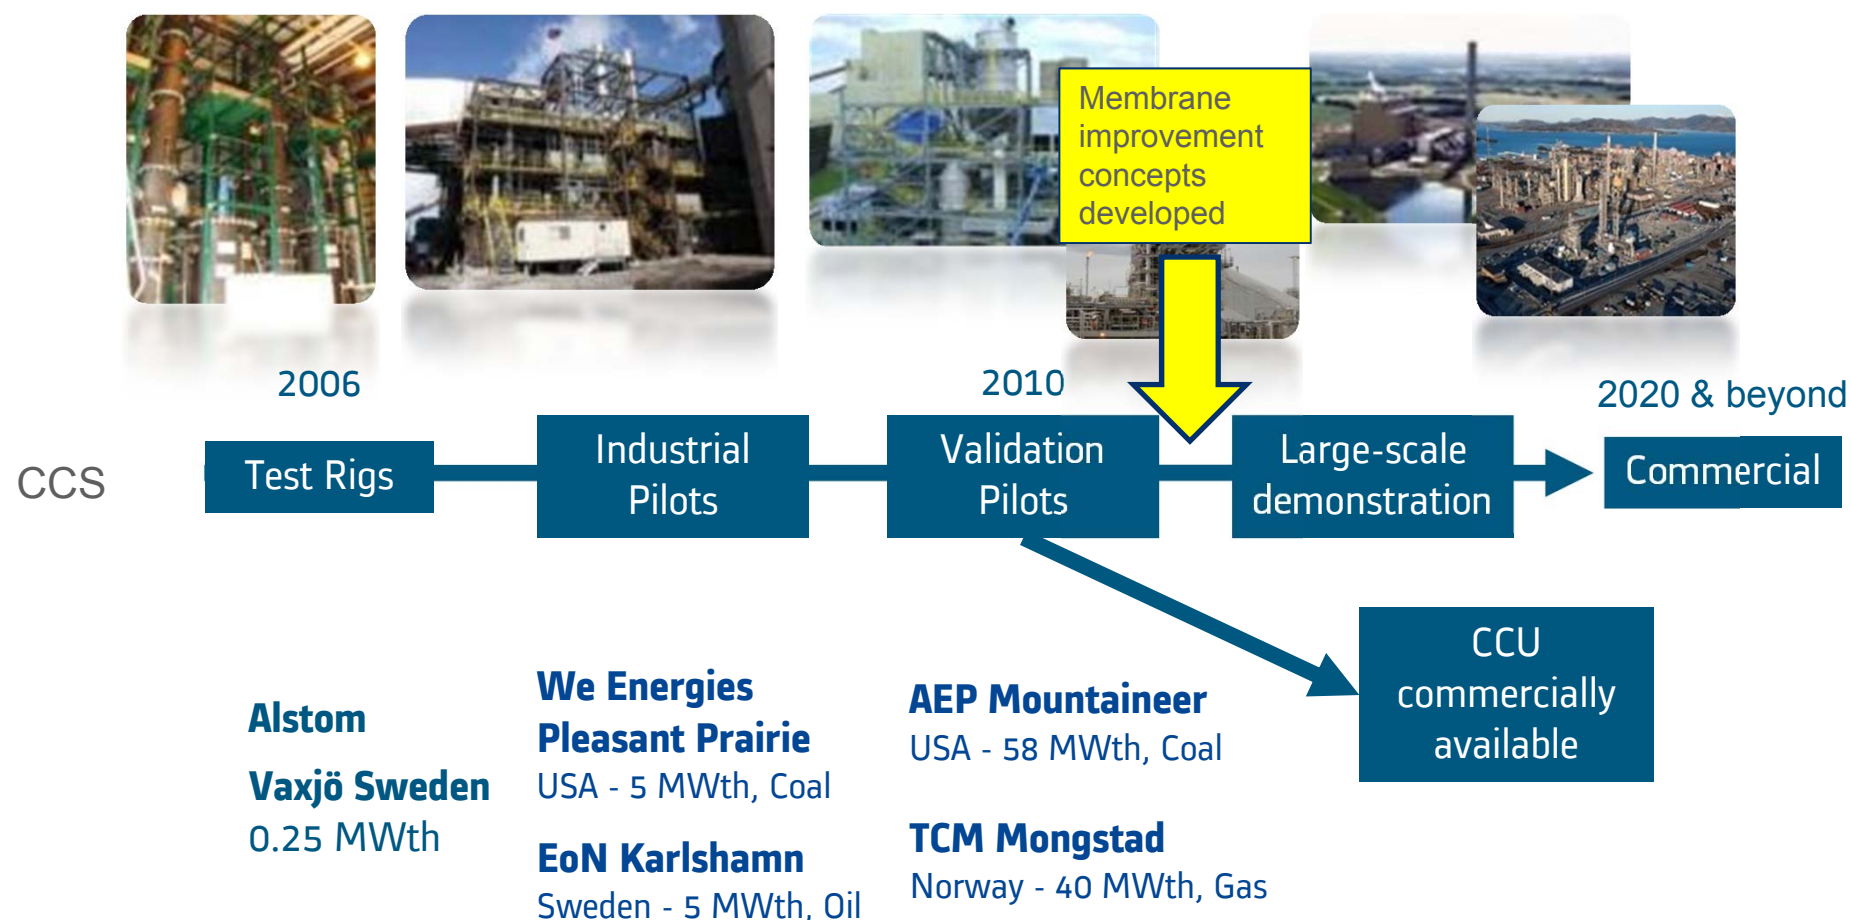 Membrane
improvement
concepts
developed
2006
2010
2020 & beyond
CCS
Test Rigs
Industrial
Pilots
Validation
Pilots
Large-scale
demonstration
Commercial
CCU
commercially
available
Alstom
Vaxjö Sweden
0.25 MWth
We Energies
Pleasant Prairie
USA - 5 MWth, Coal
EoN Karlshamn
Sweden - 5 MWth, Oil
AEP Mountaineer
USA - 58 MWth, Coal
TCM Mongstad
Norway - 40 MWth, Gas